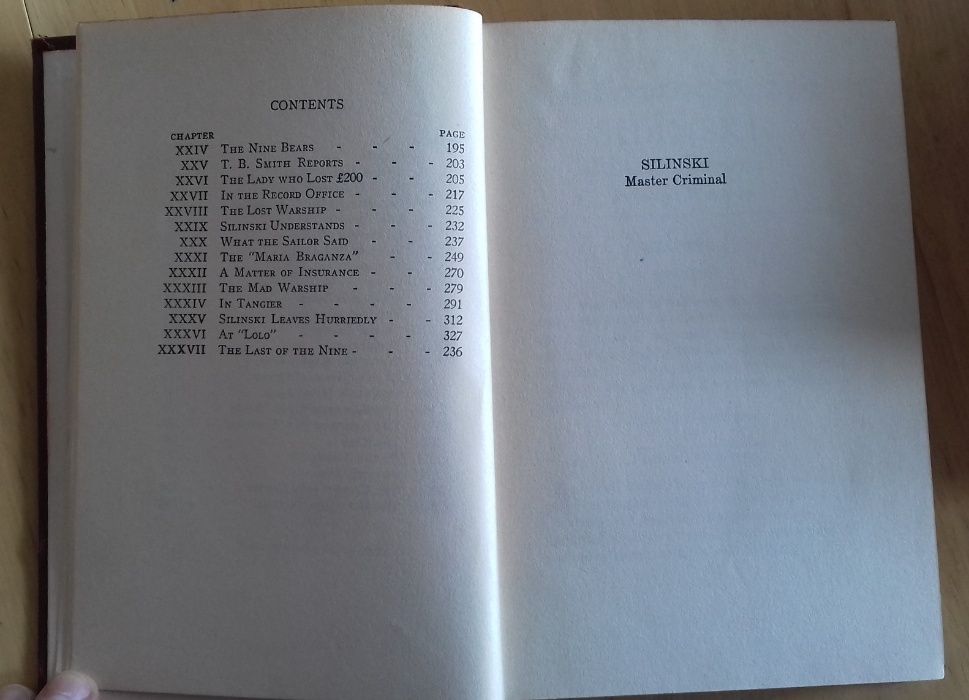 CONTENTS
CHAPTER PAGE
XXIV THE NINE BEARS - - - 195
XXV T. B. SMITH REPORTS - - - 203
XXVI THE LADY WHO LOST £200 - - 205
XXVII IN THE RECORD OFFICE - - - 217
XXVIII THE LOST WARSHIP - - - 225
XXIX SILINSKI UNDERSTANDS - - - 232
XXX WHAT THE SAILOR SAID - - 237
XXXI THE "MARIA BRAGANZA" - - 249
XXXII A MATTER OF INSURANCE - - 270
XXXIII THE MAD WARSHIP - - - 279
XXXIV IN TANGIER - - - - 291
XXXV SILINSKI LEAVES HURRIEDLY - - 312
XXXVI AT "LOLO" - - - - 327
XXXVII THE LAST OF THE NINE - - - 236
SILINSKI
Master Criminal